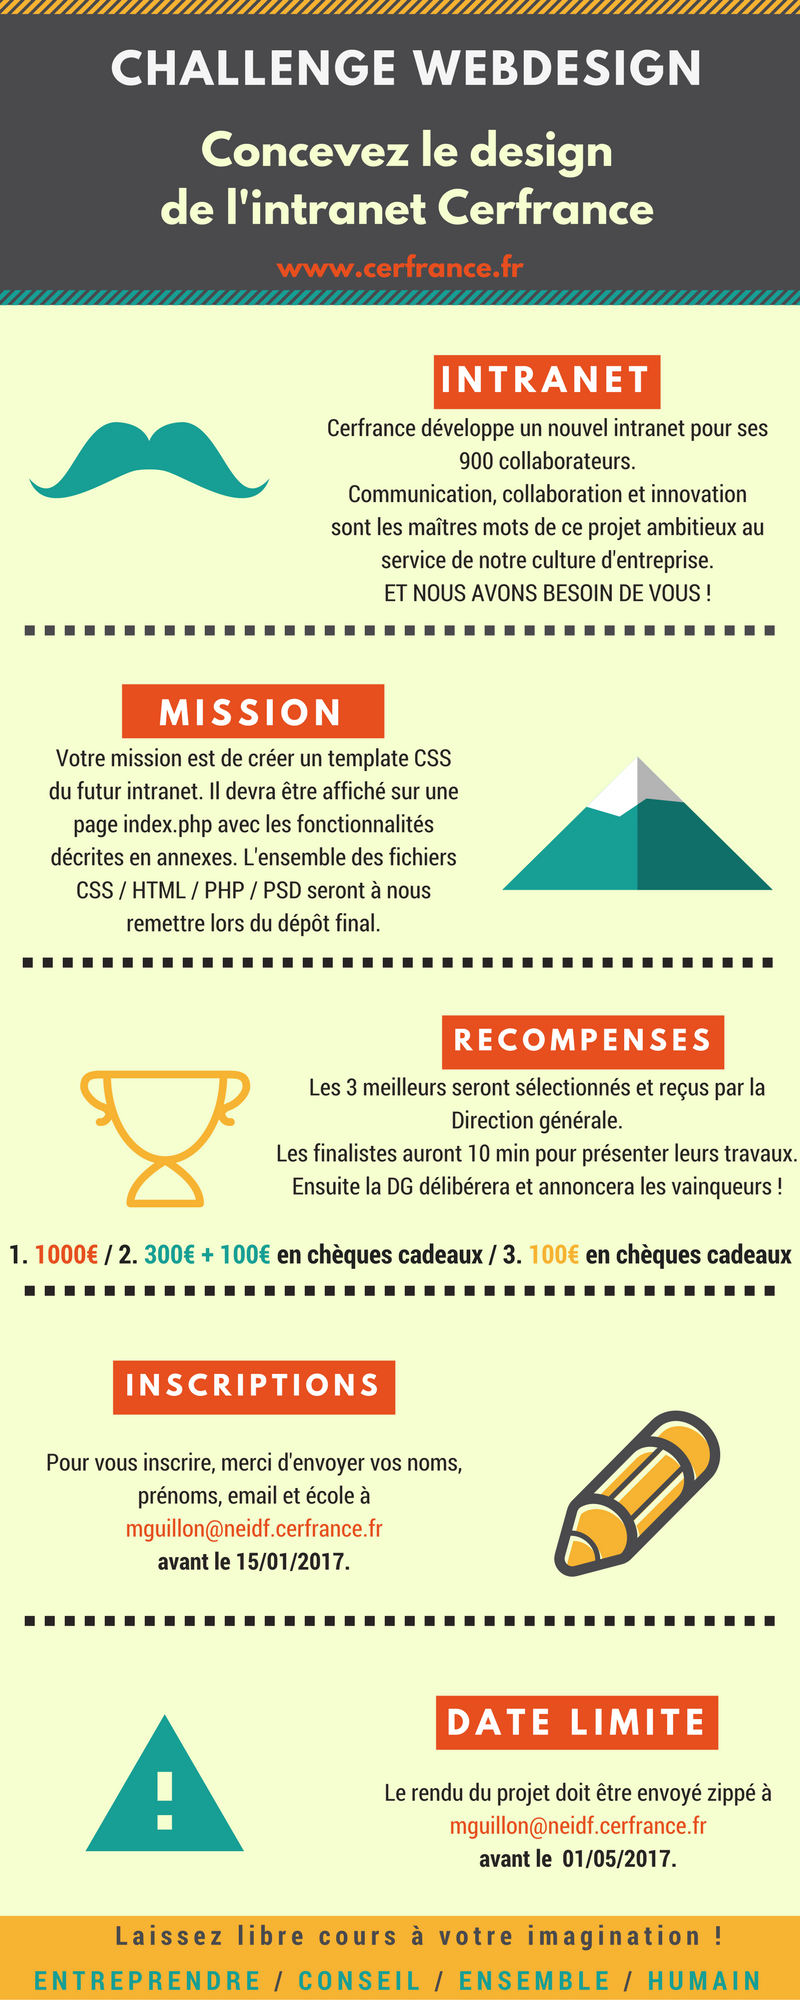 CHALLENGE WEBDESIGN
Concevez le design
de l'intranet Cerfrance
www.cerfrance.fr
INTRANET
Cerfrance développe un nouvel intranet pour ses
900 collaborateurs.
Communication, collaboration et innovation
sont les maîtres mots de ce projet ambitieux au
service de notre culture d'entreprise.
ET NOUS AVONS BESOIN DE VOUS !
MISSION
Votre mission est de créer un template CSS
du futur intranet. Il devra être affiché sur une
page index.php avec les fonctionnalités
décrites en annexes. L'ensemble des fichiers
CSS / HTML / PHP / PSD seront à nous
remettre lors du dépôt final.
RECOMPENSES
Les 3 meilleurs seront sélectionnés et reçus par la
Direction générale.
Les finalistes auront 10 min pour présenter leurs travaux.
Ensuite la DG délibérera et annoncera les vainqueurs !
1. 1000€ / 2. 300€ + 100€ en chèques cadeaux / 3. 100€ en chèques cadeaux
INSCRIPTIONS
Pour vous inscrire, merci d'envoyer vos noms,
prénoms, email et école à
mguillon@neidf.cerfrance.fr
avant le 15/01/2017.
DATE LIMITE
Le rendu du projet doit être envoyé zippé à
mguillon@neidf.cerfrance.fr
avant le 01/05/2017.
Laissez libre cours à votre imagination !
ENTREPRENDRE / CONSEIL / ENSEMBLE / HUMAIN